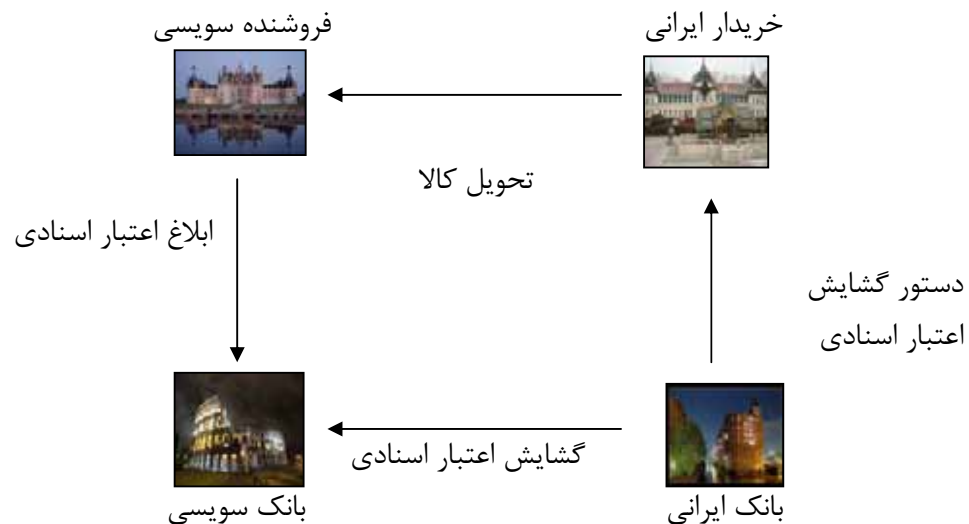 خریدار ایرانی
فروشنده سویسی
تحویل کالا
ابلاغ اعتبار اسنادی
دستور گشایش
اعتبار اسنادی
گشایش اعتبار اسنادی
بانک ایرانی
بانک سویسی